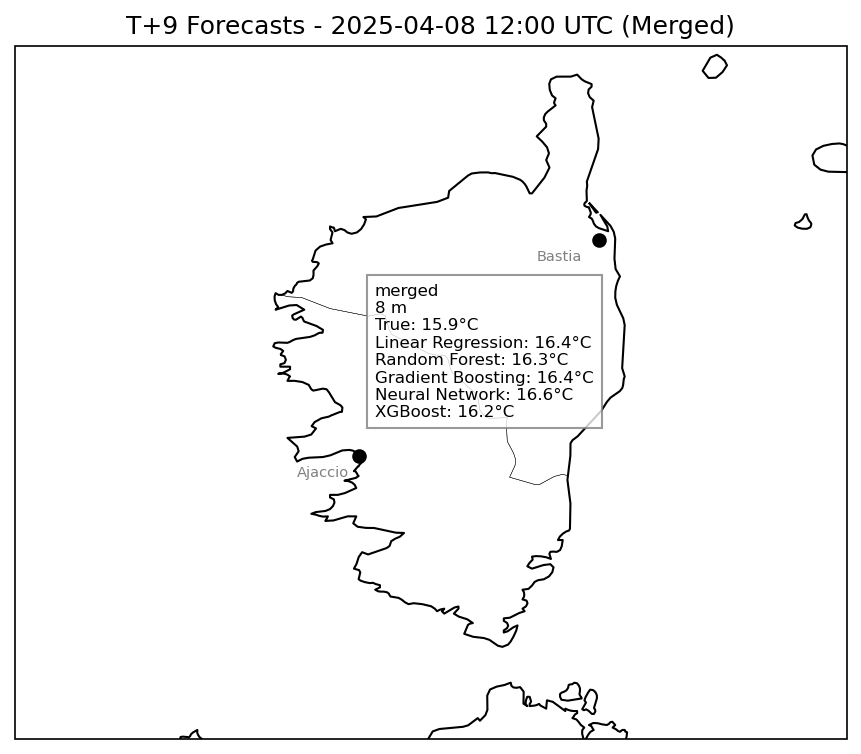 T+9 Forecasts - 2025-04-08 12:00 UTC (Merged)
Bastia
merged
8 m
True: 15.9°C
Linear Regression: 16.4°C
Random Forest: 16.3°C
Gradient Boosting: 16.4°C
Neural Network: 16.6°C
XGBoost: 16.2°C
Ajaccio